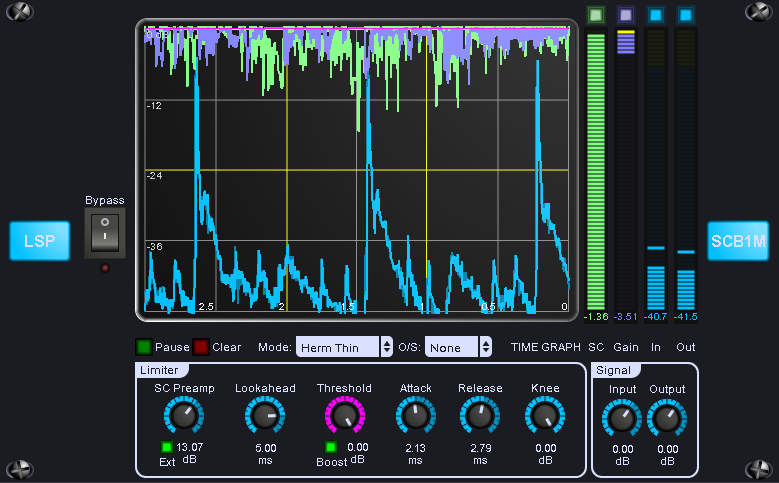 0 dB
-12
-24
-36
2.5 2 1.5 1 0.5 0
Bypass
LSP
SCB1M
-1.36 -3.51 -40.7 -41.5
Pause Clear Mode: Herm Thin O/S: None TIME GRAPH SC Gain In Out
Limiter
SC Preamp Lookahead Threshold Attack Release Knee
13.07 5.00 0.00 2.13 2.79 0.00
Ext dB ms Boost dB ms ms dB
Signal
Input Output
0.00 0.00
dB dB